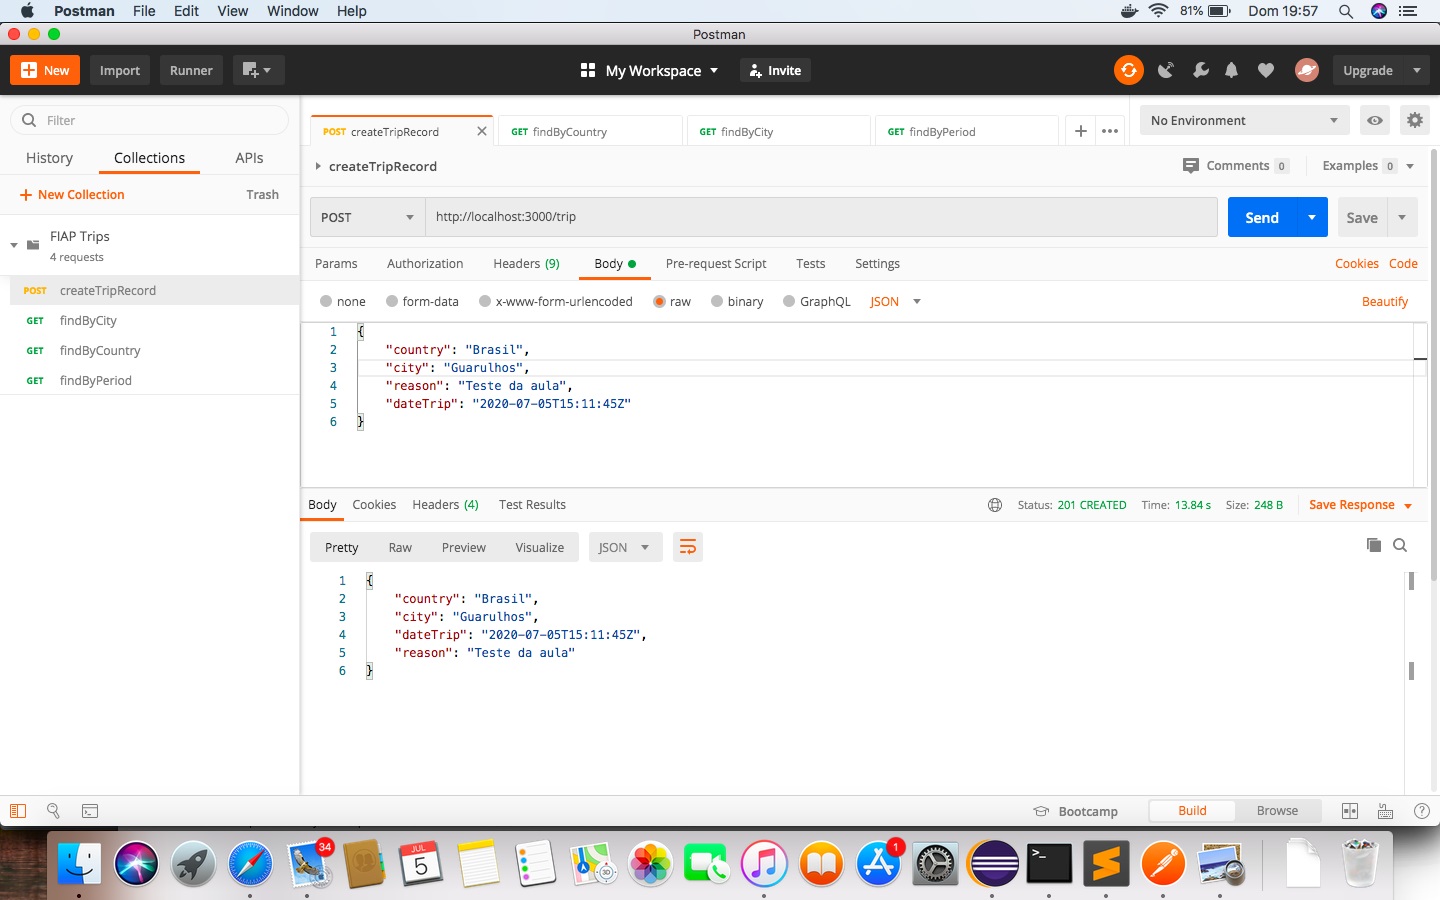 Postman File Edit View Window Help 81% Dom 19:57
Postman
New Import Runner My Workspace Invite Upgrade
Filter
History Collections APIs
New Collection Trash
FIAP Trips
4 requests
POST createTripRecord
GET findByCity
GET findByCountry
GET findByPeriod
POST createTripRecord GET findByCountry GET findByCity GET findByPeriod No Environment
createTripRecord Comments 0 Examples 0
POST http://localhost:3000/trip Send Save
Params Authorization Headers (9) Body Pre-request Script Tests Settings Cookies Code
none form-data x-www-form-urlencoded raw binary GraphQL JSON Beautify
1 {
2 "country": "Brasil",
3 "city": "Guarulhos",
4 "reason": "Teste da aula",
5 "dateTrip": "2020-07-05T15:11:45Z"
6 }
Body Cookies Headers (4) Test Results Status: 201 CREATED Time: 13.84 s Size: 248 B Save Response
Pretty Raw Preview Visualize JSON
1 {
2 "country": "Brasil",
3 "city": "Guarulhos",
4 "dateTrip": "2020-07-05T15:11:45Z",
5 "reason": "Teste da aula"
6 }
Bootcamp Build Browse
34 JUL 5 3D 1 >_